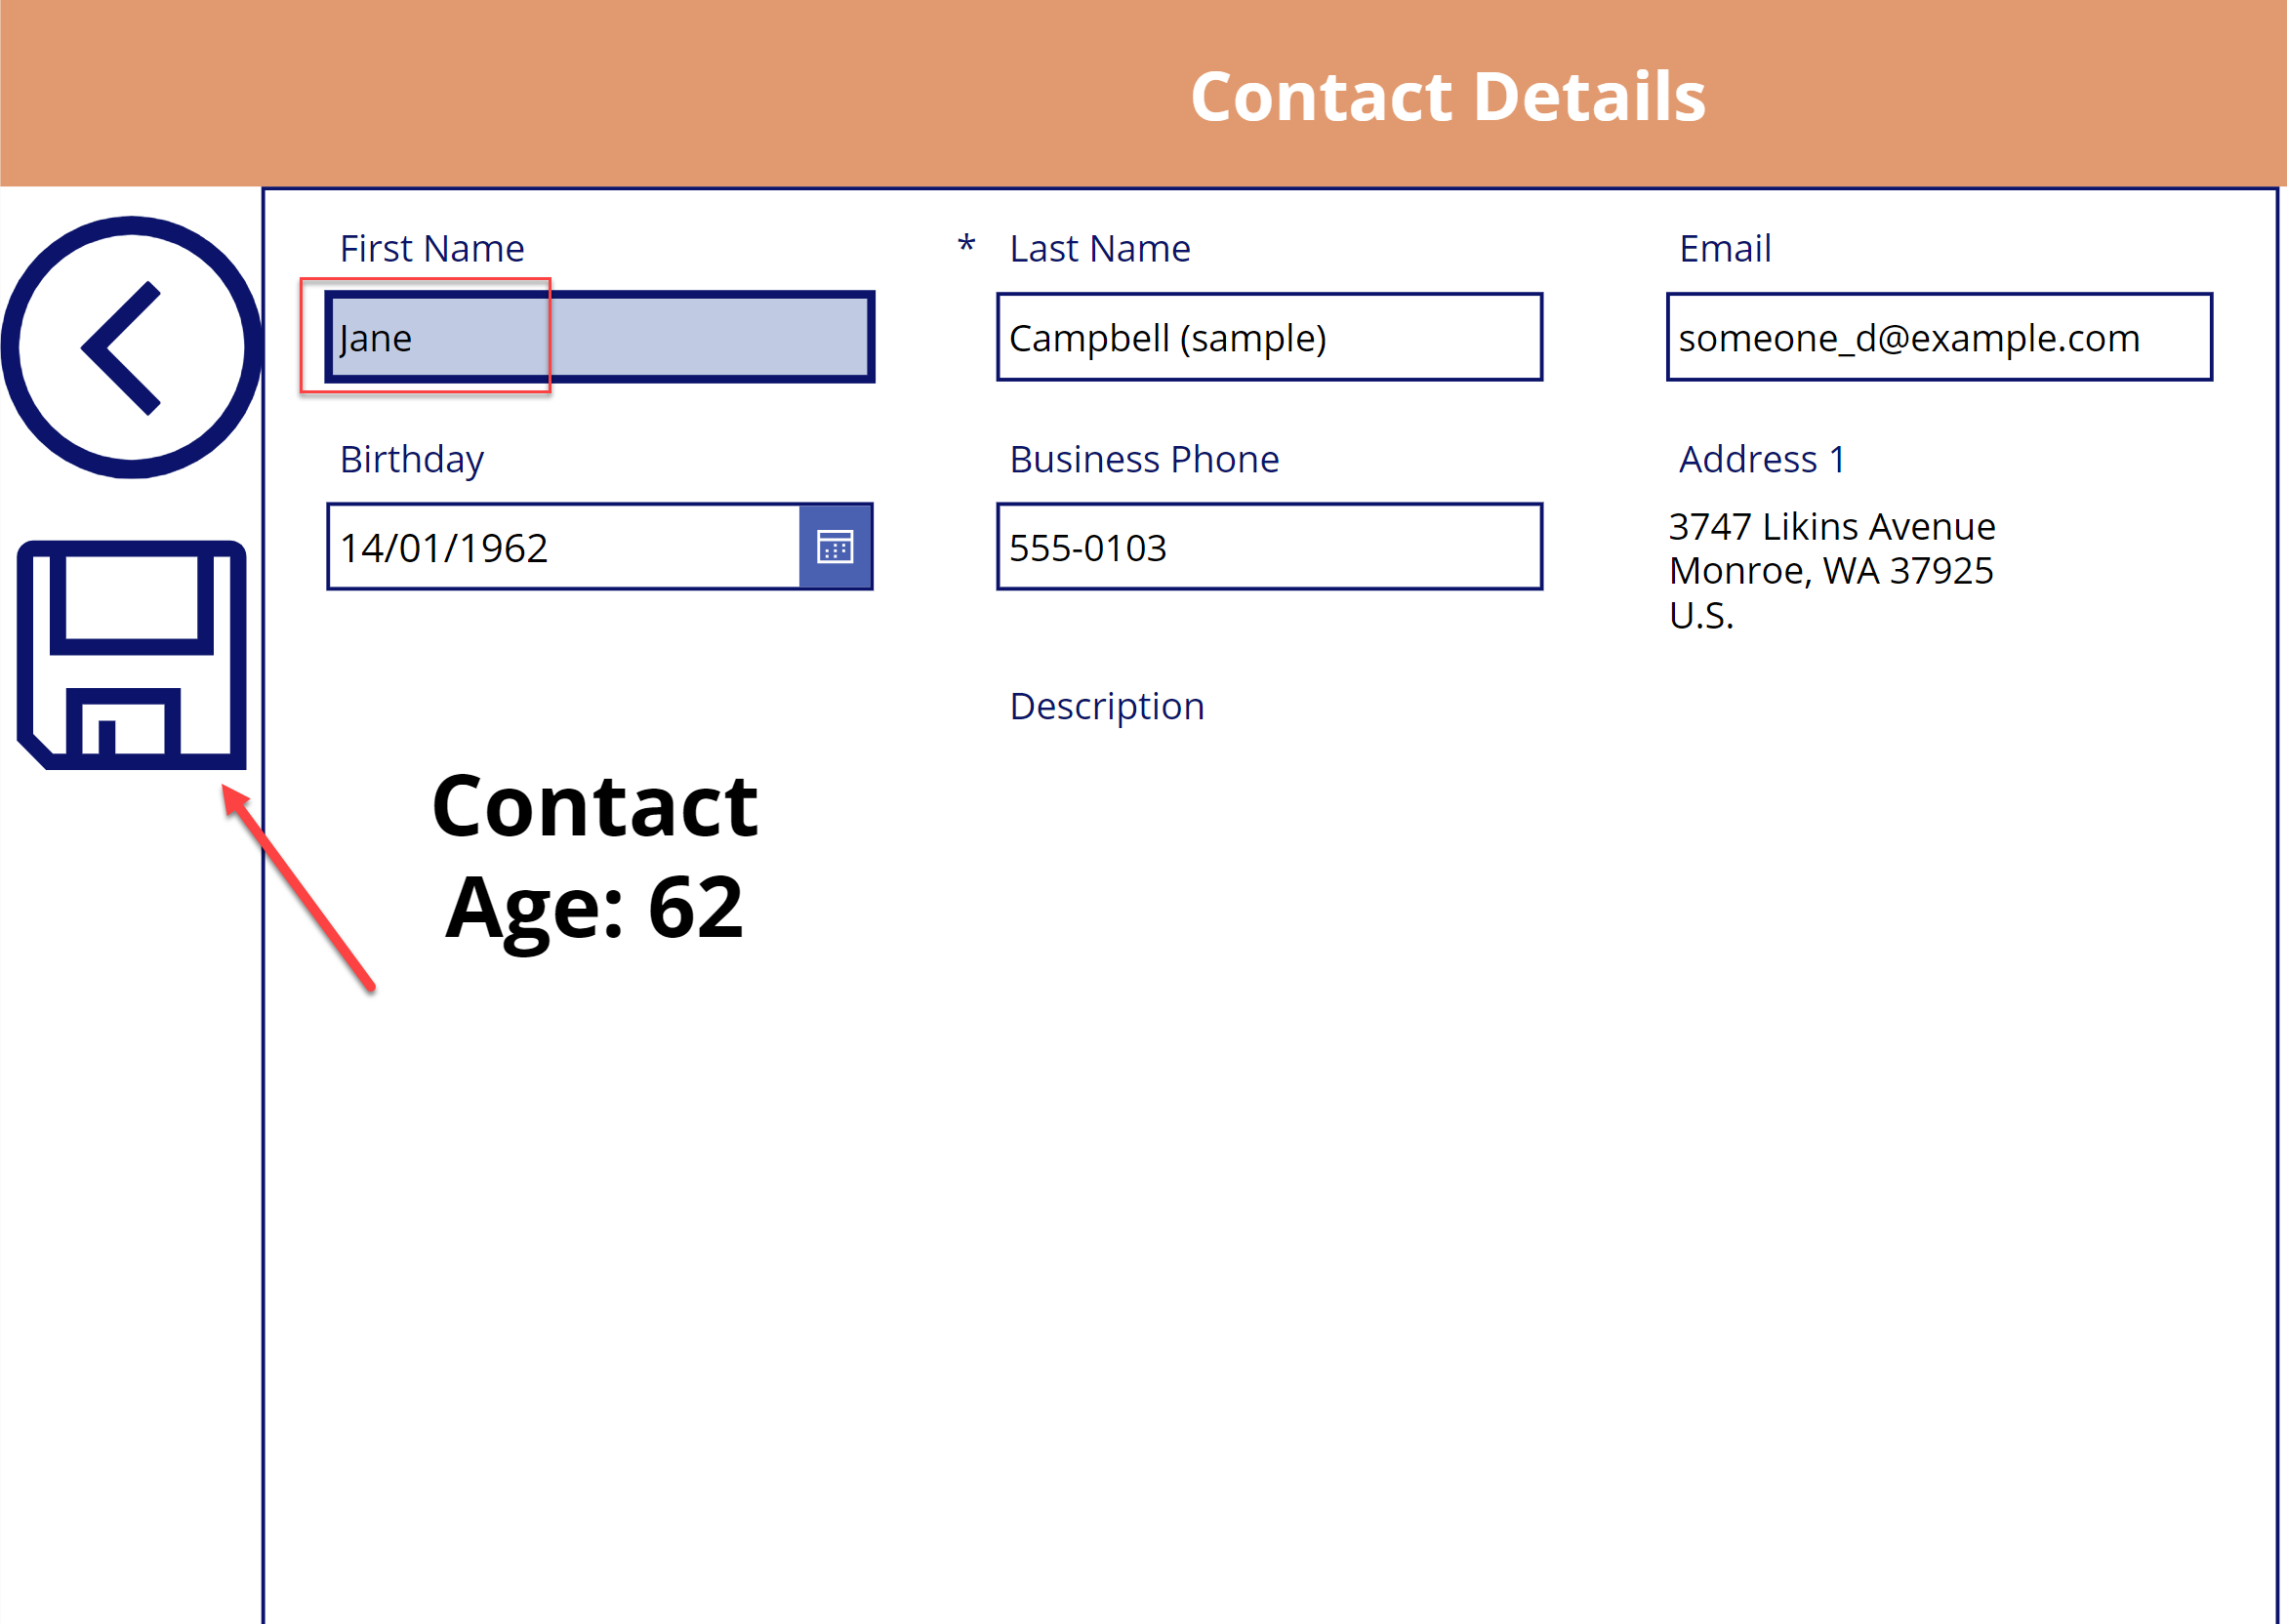 Contact Details
First Name
* Last Name
Email
Jane
Campbell (sample)
someone_d@example.com
Birthday
Business Phone
Address 1
14/01/1962
555-0103
3747 Likins Avenue
Monroe, WA 37925
U.S.
Description
Contact
Age: 62